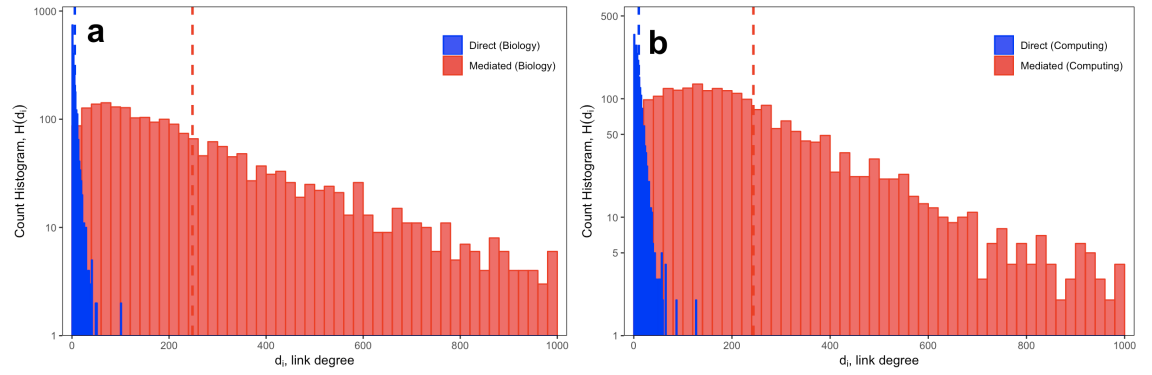 a
Direct (Biology)
Mediated (Biology)
Count Histogram, H(di)
1000
100
10
1
0
200
400
600
800
1000
di, link degree
b
Direct (Computing)
Mediated (Computing)
Count Histogram, H(di)
500
100
50
10
5
1
0
200
400
600
800
1000
di, link degree